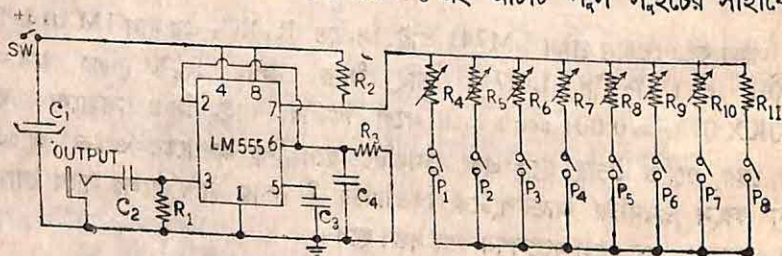 সাহায্যে
+
SW
4 8
R₂
2
7
R₄ R₅ R₆ R₇ R₈ R₉ R₁₀ R₁₁
C₁
LM555
6
R₃
OUTPUT
3
5
C₄
C₂
R₁
1
C₃
P₁ P₂ P₃ P₄ P₅ P₆ P₇ P₈